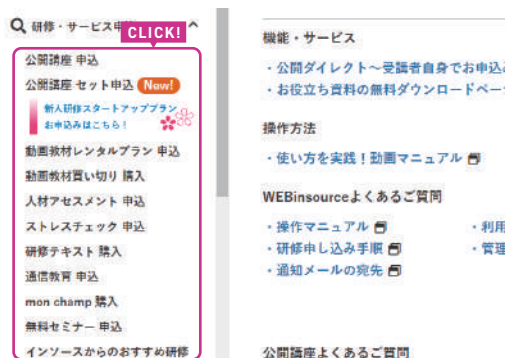 研修・サービス申
CLICK!
公開講座 申込
公開講座 セット申込 New!
新人研修スタートアッププラン
お申込みはこちら!
動画教材レンタルプラン 申込
動画教材買い切り 購入
人材アセスメント 申込
ストレスチェック 申込
研修テキスト 購入
通信教育 申込
mon champ 購入
無料セミナー 申込
インソースからのおすすめ研修
機能・サービス
・公開ダイレクト～受講者自身でお申込
・お役立ち資料の無料ダウンロードペー
操作方法
・使い方を実践!動画マニュアル
WEBinsourceよくあるご質問
・操作マニュアル ・利用
・研修申し込み手順 ・管理
・通知メールの宛先
公開講座よくあるご質問